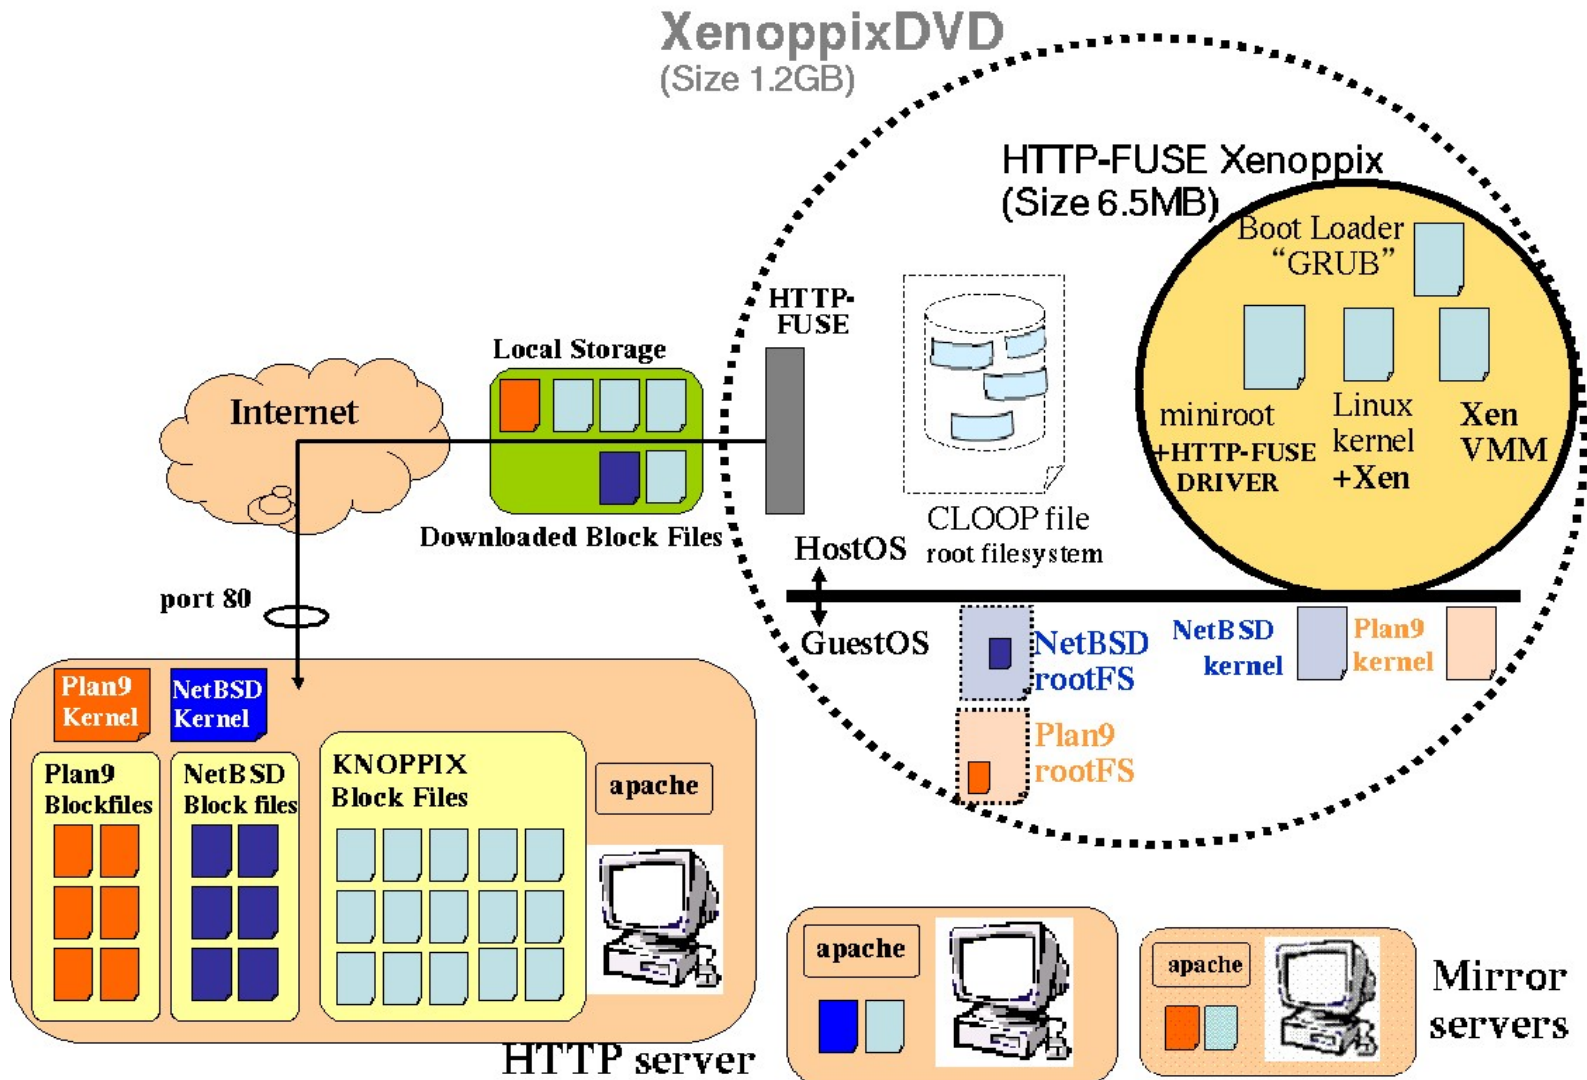 XenoppixDVD
(Size 1.2GB)
HTTP-FUSE Xenoppix
(Size 6.5MB)
Boot Loader
“GRUB”
miniroot
+HTTP-FUSE
DRIVER
Linux
kernel
+Xen
Xen
VMM
HTTP-
FUSE
CLOOP file
root filesystem
Local Storage
Downloaded Block Files
Internet
port 80
HostOS
GuestOS
NetBSD
rootFS
NetBSD
kernel
Plan9
kernel
Plan9
rootFS
Plan9
Kernel
NetBSD
Kernel
Plan9
Blockfiles
NetBSD
Block files
KNOPPIX
Block Files
apache
HTTP server
apache
apache
Mirror
servers